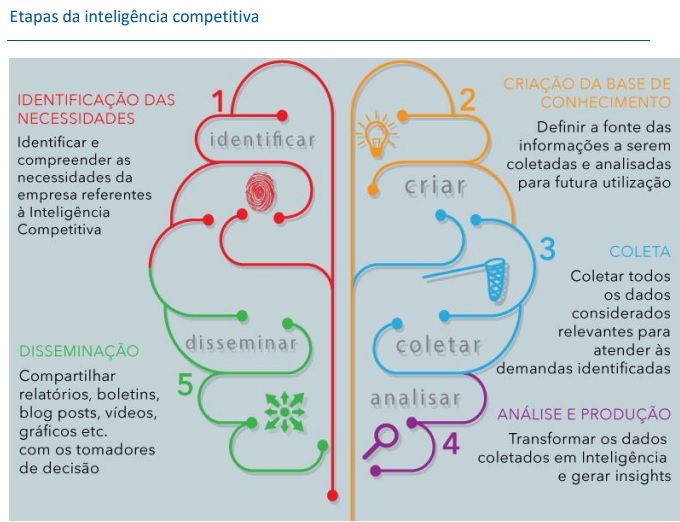 Etapas da inteligência competitiva
1
IDENTIFICAÇÃO DAS
NECESSIDADES
Identificar e
compreender as
necessidades da
empresa referentes
à Inteligência
Competitiva
identificar
2
CRIAÇÃO DA BASE DE
CONHECIMENTO
Definir a fonte das
informações a serem
coletadas e analisadas
para futura utilização
criar
3
COLETA
Coletar todos
os dados
considerados
relevantes para
atender às
demandas identificadas
coletar
analisar
4
ANÁLISE E PRODUÇÃO
Transformar os dados
coletados em Inteligência
e gerar insights
disseminar
5
DISSEMINAÇÃO
Compartilhar
relatórios, boletins,
blog posts, vídeos,
gráficos etc.
com os tomadores
de decisão